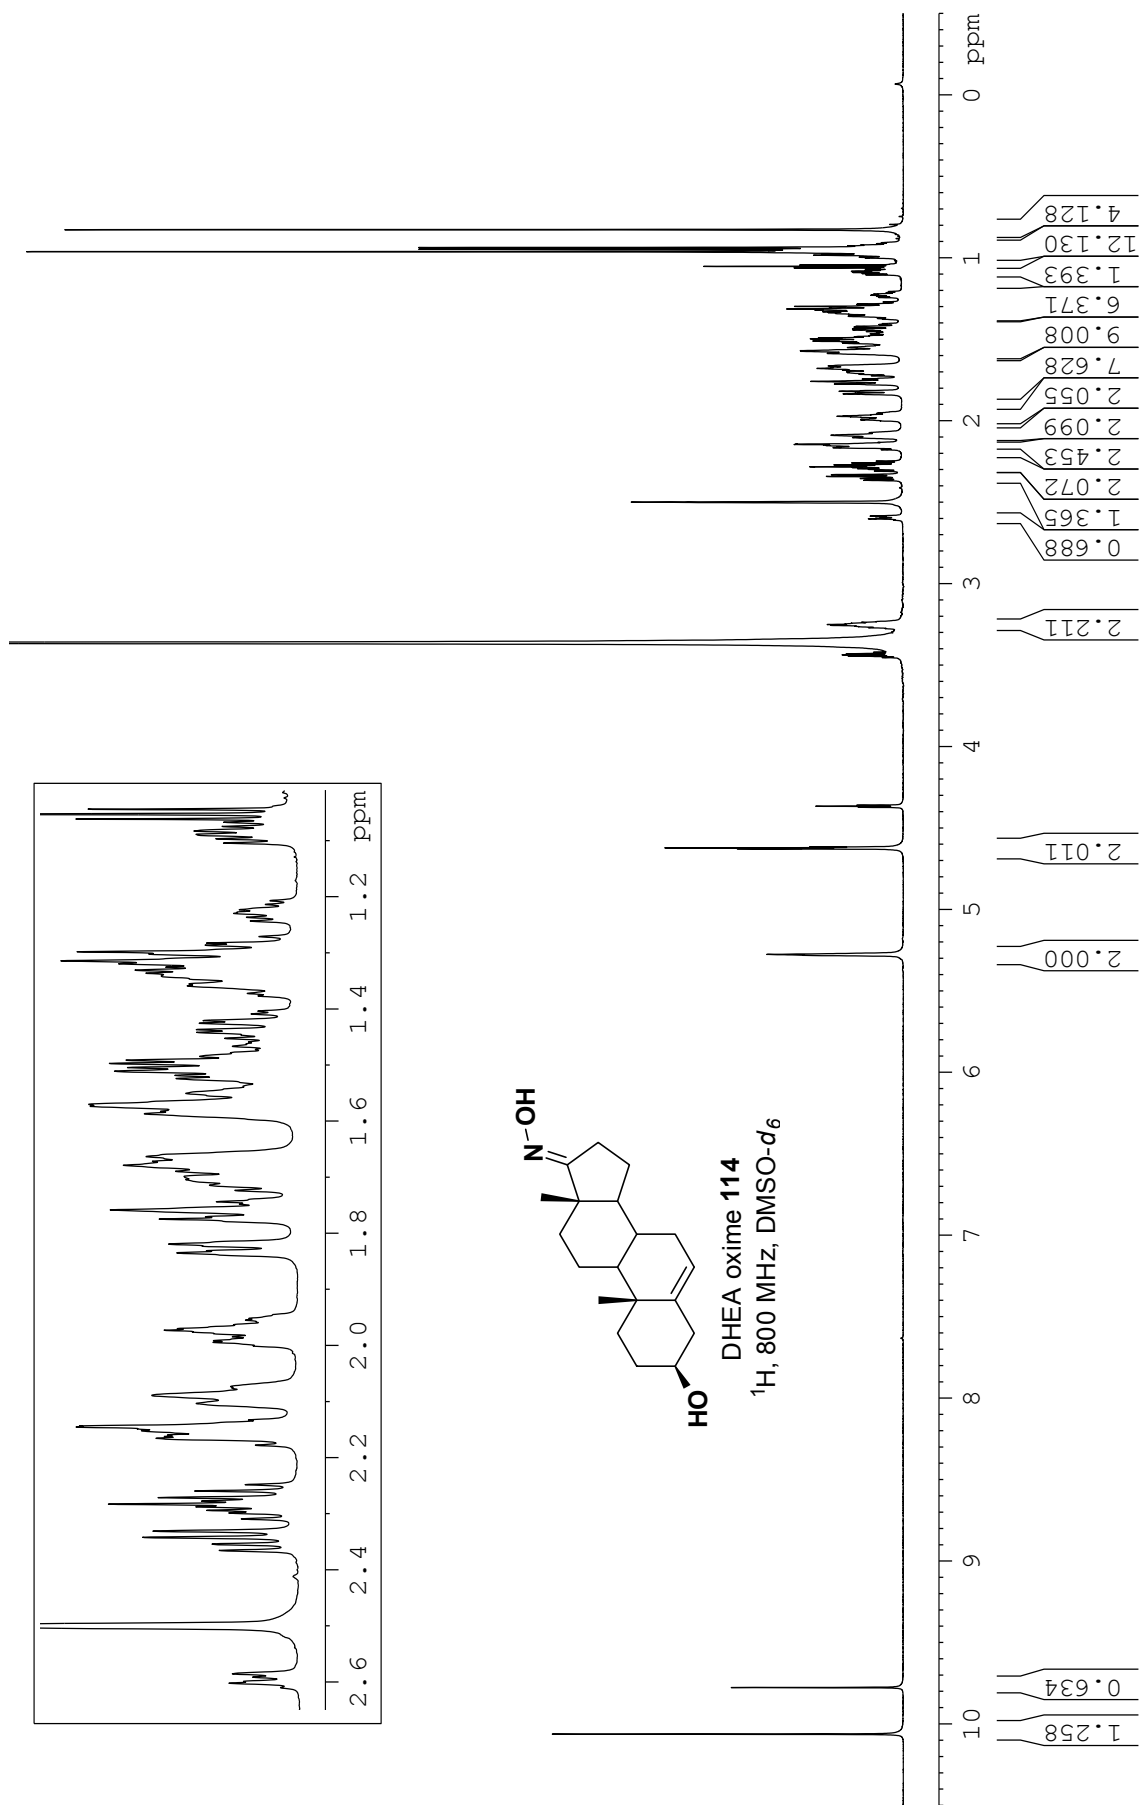 2.6 2.4 2.2 2.0 1.8 1.6 1.4 1.2 ppm
N
OH
HO
DHEA oxime 114
¹H, 800 MHz, DMSO-d₆
10 9 8 7 6 5 4 3 2 1 0 ppm
1.258
0.634
2.000
2.011
2.211
0.688
1.365
2.072
2.453
2.099
2.055
7.628
9.008
6.371
1.393
12.130
4.128